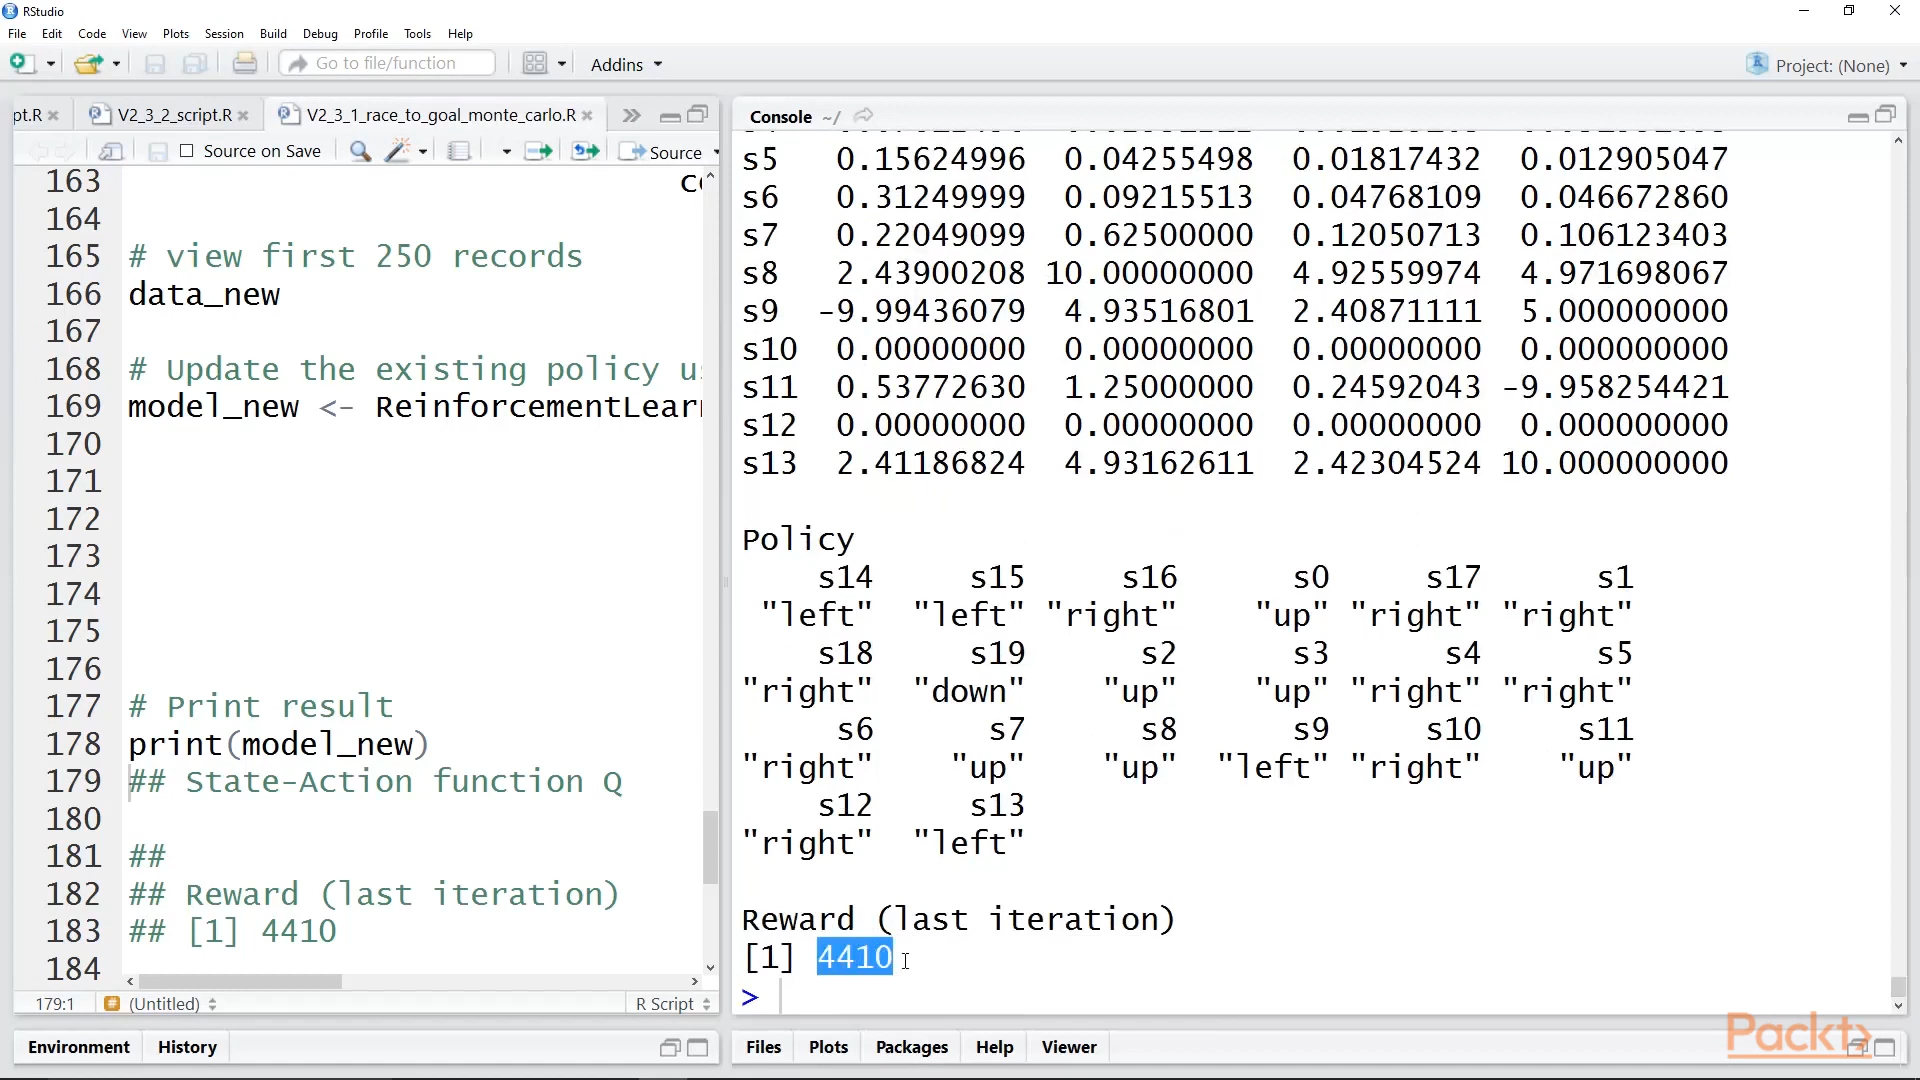 RStudio
File Edit Code View Plots Session Build Debug Profile Tools Help
Go to file/function Addins Project: (None)
pt.R V2_3_2_script.R V2_3_1_race_to_goal_monte_carlo.R
Source on Save Source
163
164
165 # view first 250 records
166 data_new
167
168 # Update the existing policy
169 model_new <- ReinforcementLearn
170
171
172
173
174
175
176
177 # Print result
178 print(model_new)
179 ## State-Action function Q
180
181 ##
182 ## Reward (last iteration)
183 ## [1] 4410
184
179:1 (Untitled) R Script
Environment History
Console ~/
s5 0.15624996 0.04255498 0.01817432 0.012905047
s6 0.31249999 0.09215513 0.04768109 0.046672860
s7 0.22049099 0.62500000 0.12050713 0.106123403
s8 2.43900208 10.00000000 4.92559974 4.971698067
s9 -9.99436079 4.93516801 2.40871111 5.000000000
s10 0.00000000 0.00000000 0.00000000 0.000000000
s11 0.53772630 1.25000000 0.24592043 -9.958254421
s12 0.00000000 0.00000000 0.00000000 0.000000000
s13 2.41186824 4.93162611 2.42304524 10.000000000
Policy
s14 s15 s16 s0 s17 s1
"left" "left" "right" "up" "right" "right"
s18 s19 s2 s3 s4 s5
"right" "down" "up" "up" "right" "right"
s6 s7 s8 s9 s10 s11
"right" "up" "up" "left" "right" "up"
s12 s13
"right" "left"
Reward (last iteration)
[1] 4410
>
Files Plots Packages Help Viewer
Packt>